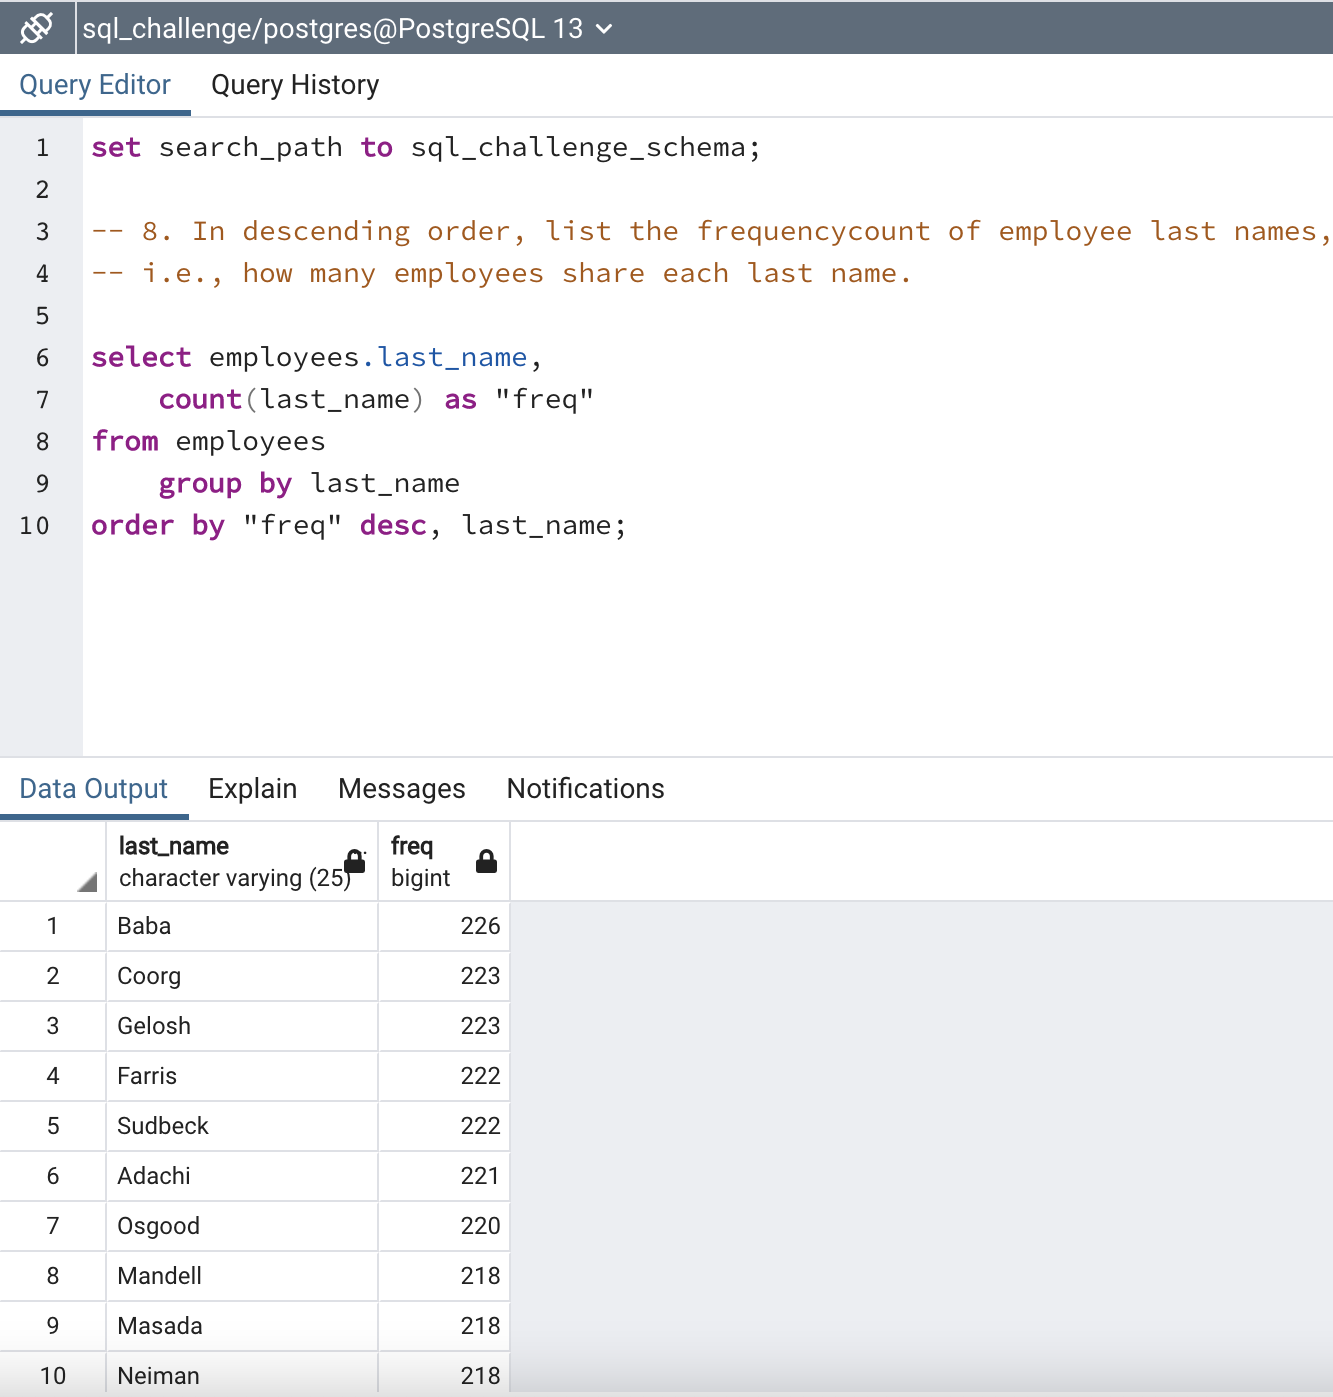 sql_challenge/postgres@PostgreSQL 13
Query Editor Query History
1 set search_path to sql_challenge_schema;
2
3 -- 8. In descending order, list the frequencycount of employee last names,
4 -- i.e., how many employees share each last name.
5
6 select employees.last_name,
7 count(last_name) as "freq"
8 from employees
9 group by last_name
10 order by "freq" desc, last_name;
Data Output Explain Messages Notifications
last_name freq
character varying (25) bigint
1 Baba 226
2 Coorg 223
3 Gelosh 223
4 Farris 222
5 Sudbeck 222
6 Adachi 221
7 Osgood 220
8 Mandell 218
9 Masada 218
10 Neiman 218